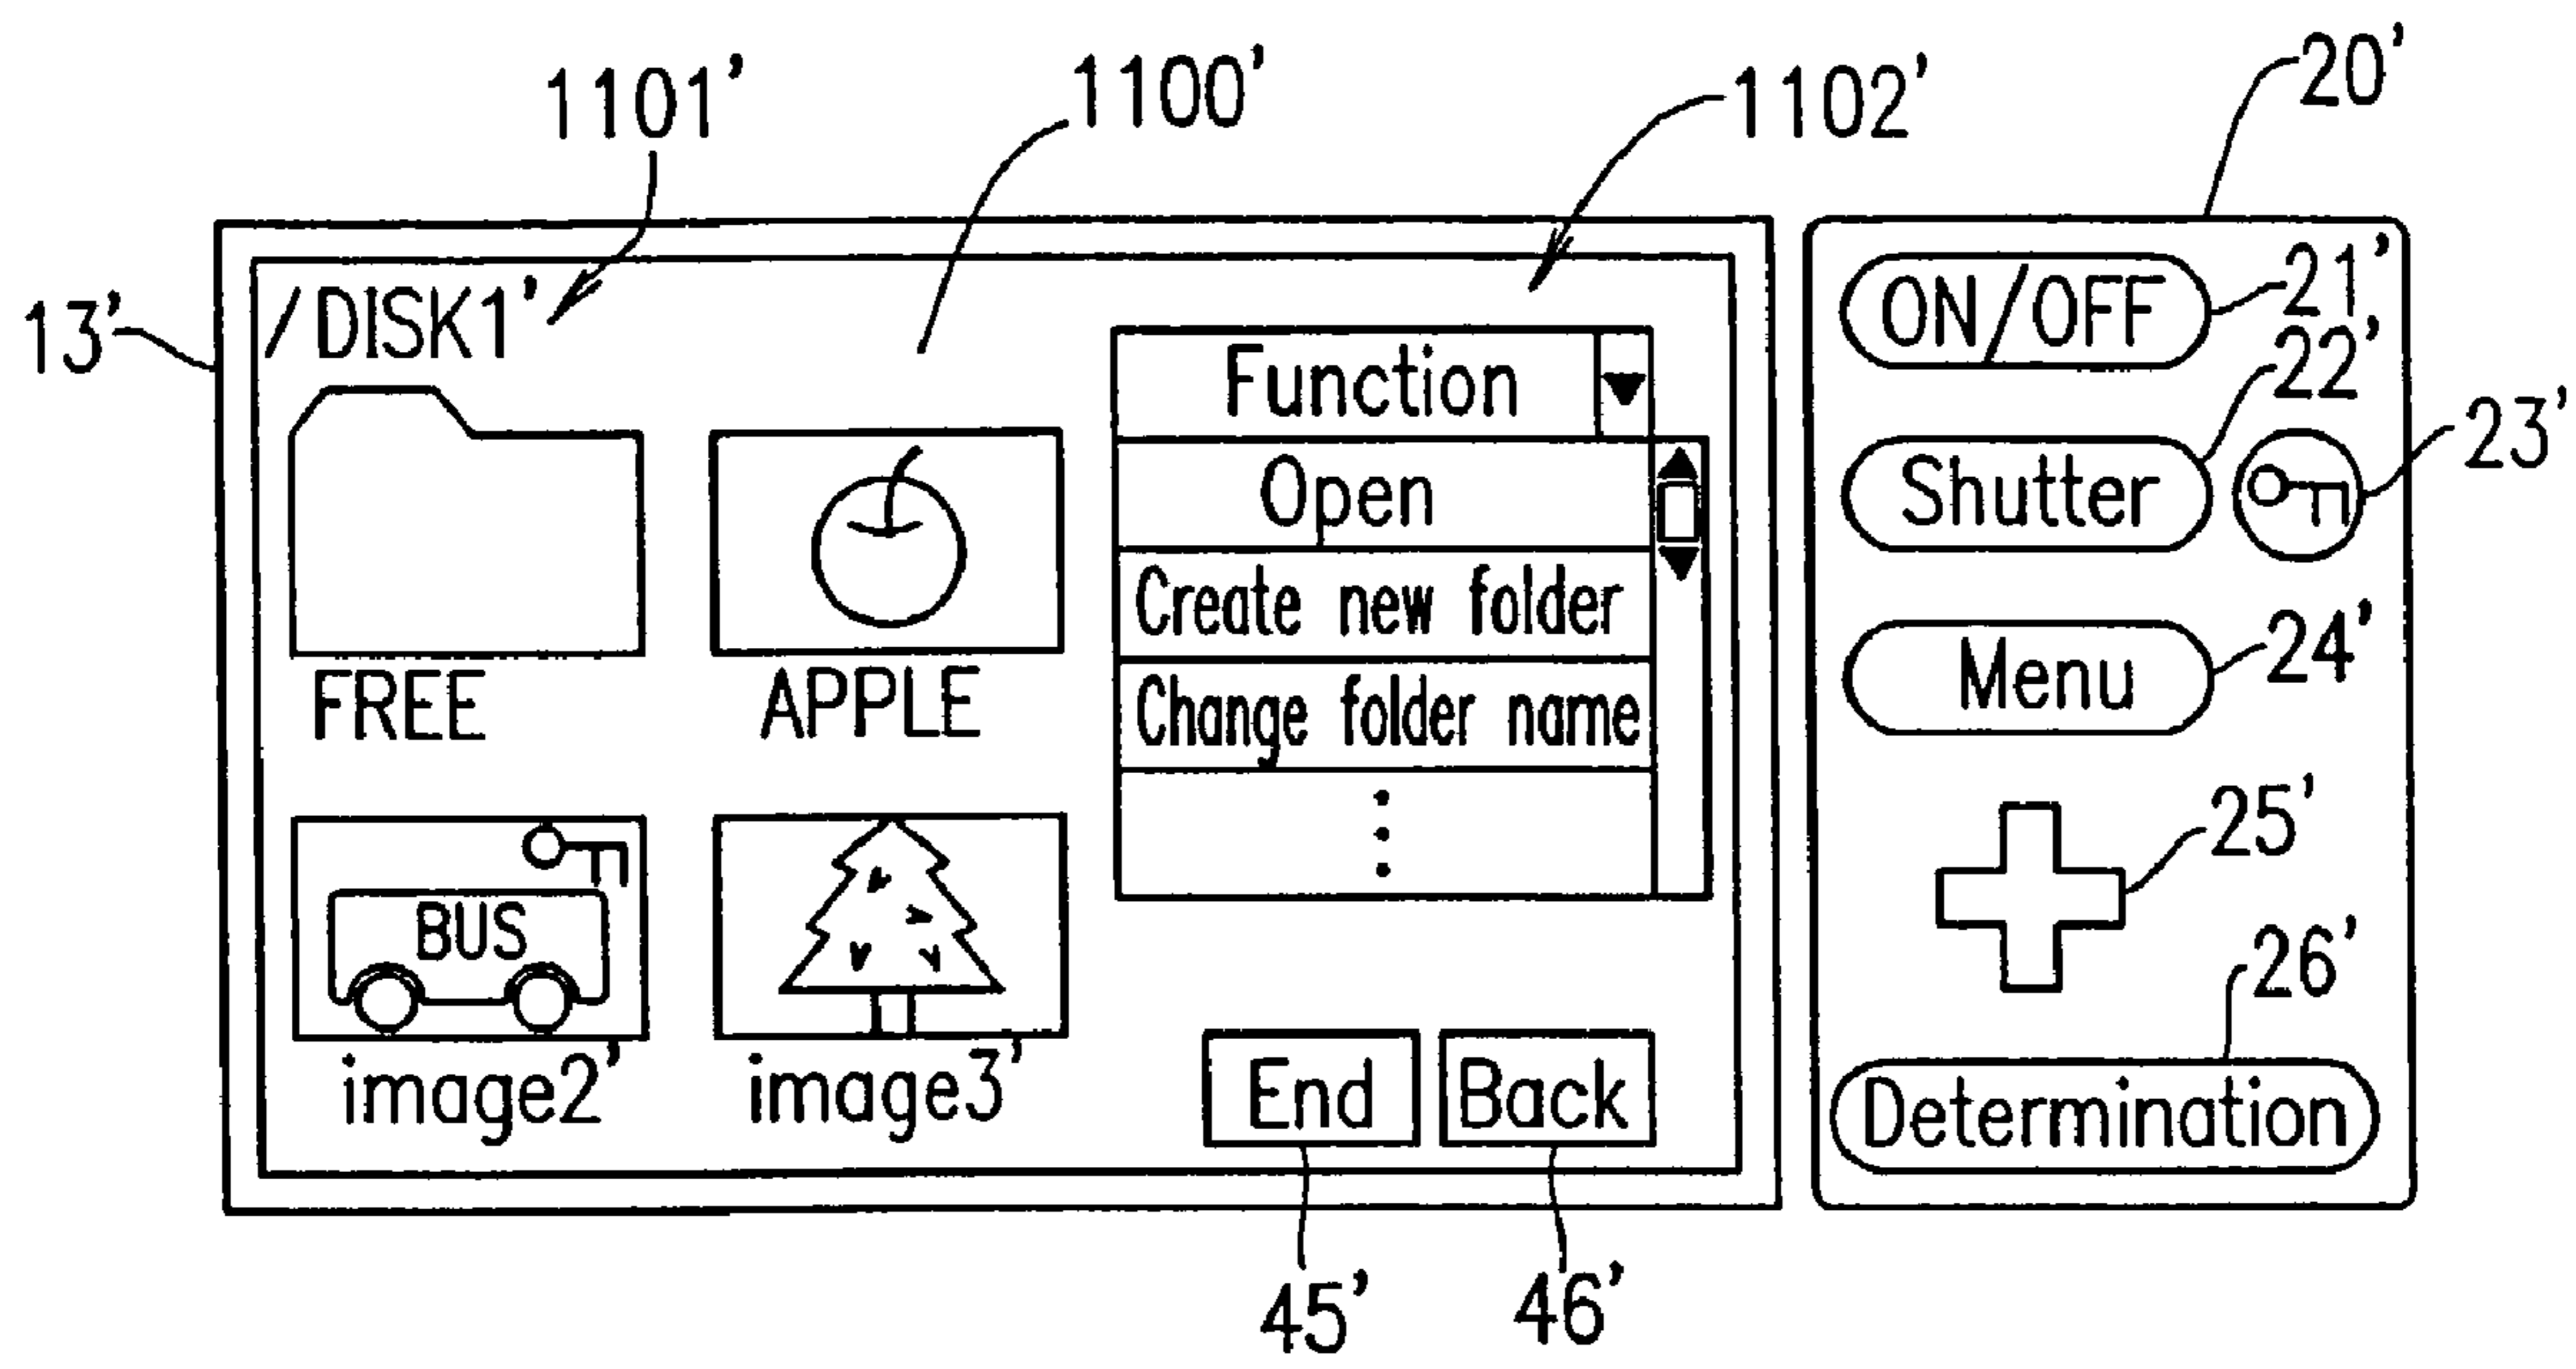 1101' 1100' 1102' 20'
13'
/DISK1'
FREE
APPLE
BUS
image2'
image3'
Function
Open
Create new folder
Change folder name
End
Back
45'
46'
ON/OFF
21'
22'
Shutter
23'
Menu
24'
25'
26'
Determination